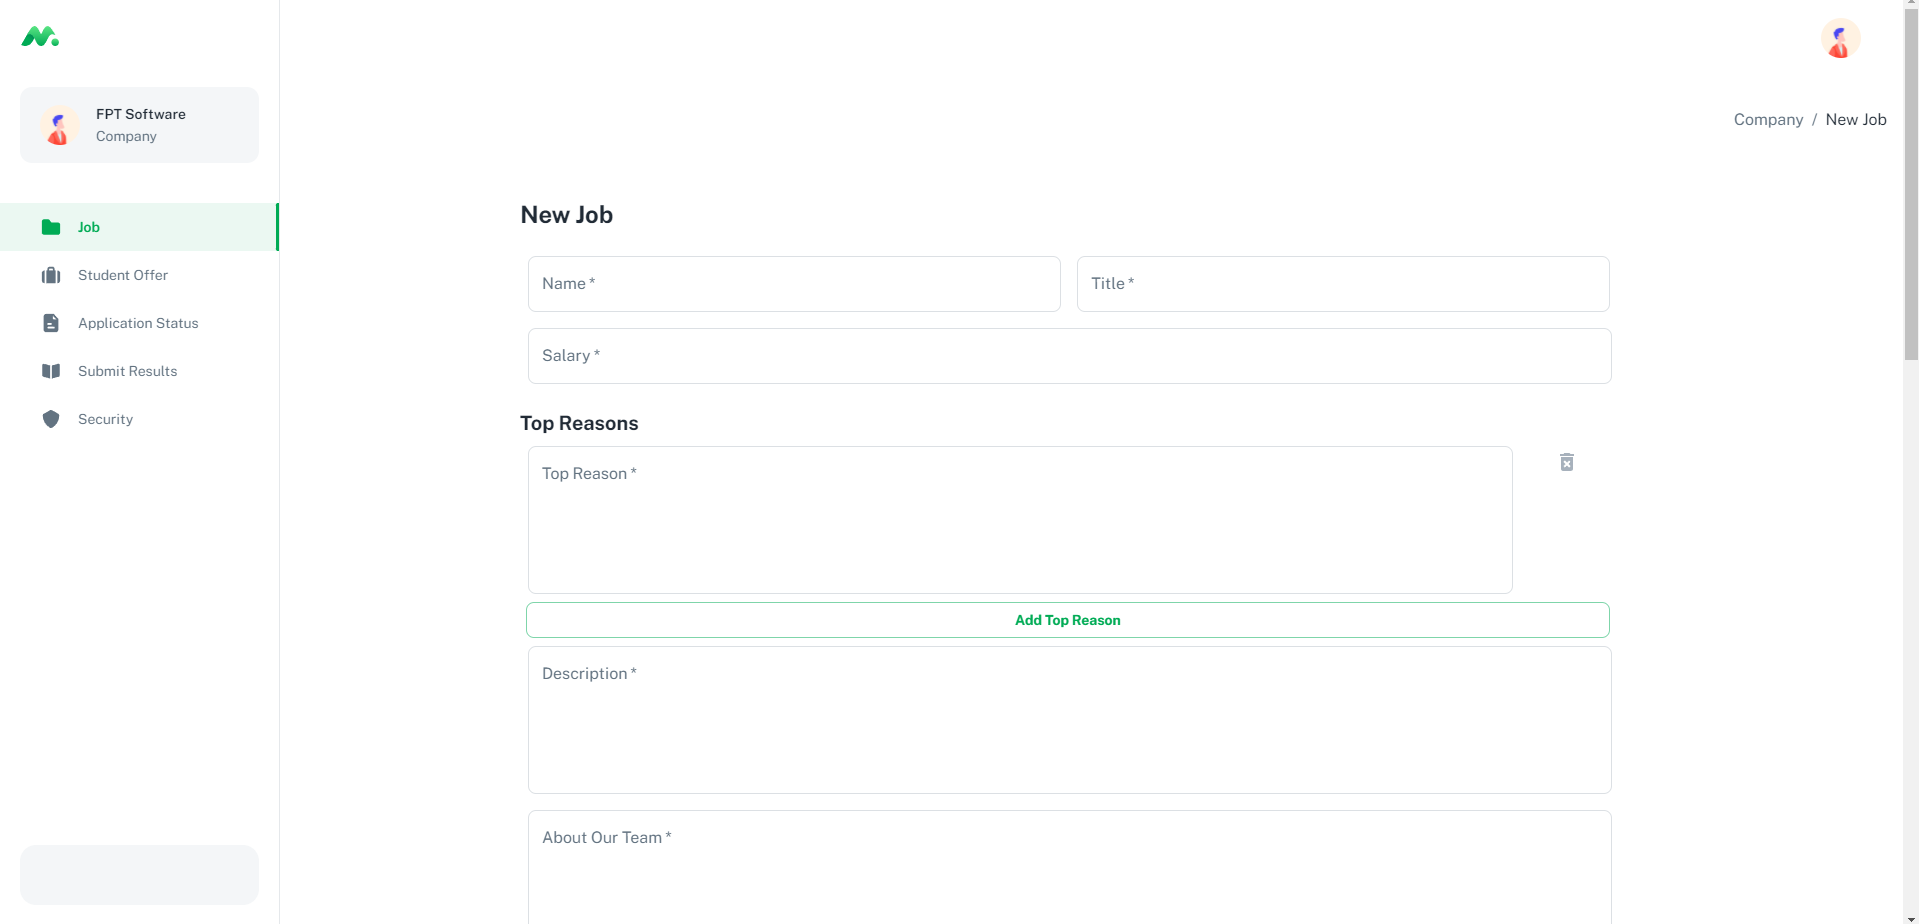 FPT Software
Company
Job
Student Offer
Application Status
Submit Results
Security
Company / New Job
New Job
Name *
Title *
Salary *
Top Reasons
Top Reason *
Add Top Reason
Description *
About Our Team *